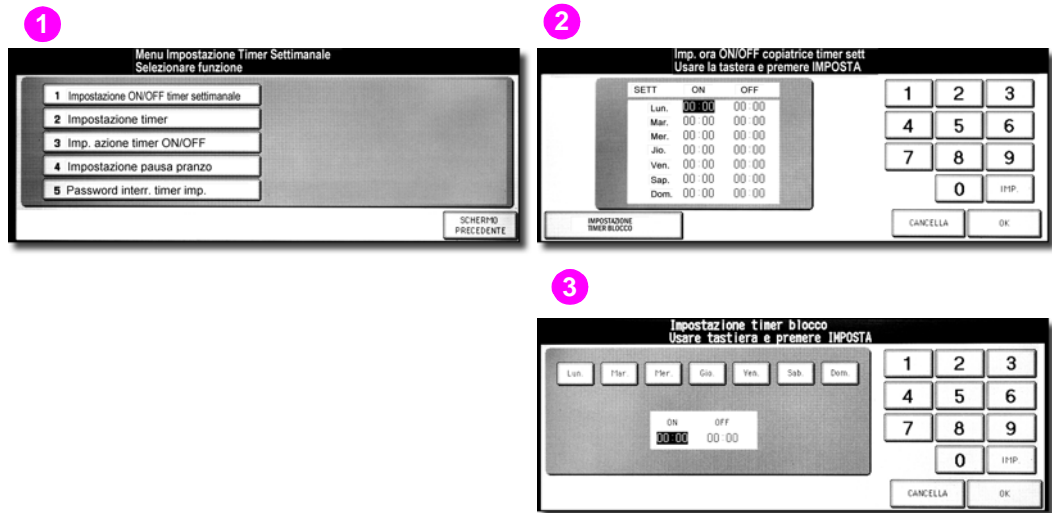 1
Menu Impostazione Timer Settimanale
Selezionare funzione
1 Impostazione ON/OFF timer settimanale
2 Impostazione timer
3 Imp. azione timer ON/OFF
4 Impostazione pausa pranzo
5 Password interr. timer imp.
SCHERMO
PRECEDENTE
2
Imp. ora ON/OFF copiatrice timer sett
Usare la tastera e premere IMPOSTA
SETT ON OFF
Lun. 00:00 00:00
Mar. 00:00 00:00
Mer. 00:00 00:00
Jio. 00:00 00:00
Ven. 00:00 00:00
Sap. 00:00 00:00
Dom. 00:00 00:00
IMPOSTAZIONE
TIMER BLOCCO
1 2 3
4 5 6
7 8 9
0 IMP.
CANCELLA OK
3
Impostazione timer blocco
Usare tastiera e premere IMPOSTA
Lun. Mar. Mer. Gio. Ven. Sab. Dom.
ON OFF
00:00 00:00
1 2 3
4 5 6
7 8 9
0 IMP.
CANCELLA OK